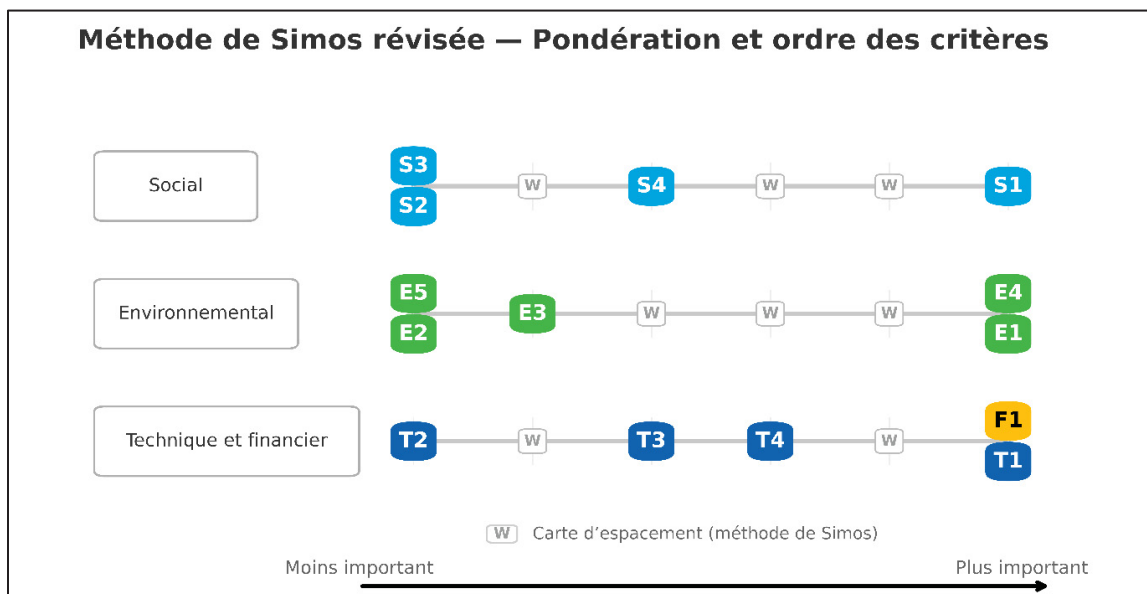 Méthode de Simos révisée — Pondération et ordre des critères
S3
Social W S4 W W S1
S2
E5 E4
Environnemental E3 W W W
E2 E1
F1
Technique et financier T2 W T3 T4 W
T1
W Carte d’espacement (méthode de Simos)
Moins important Plus important